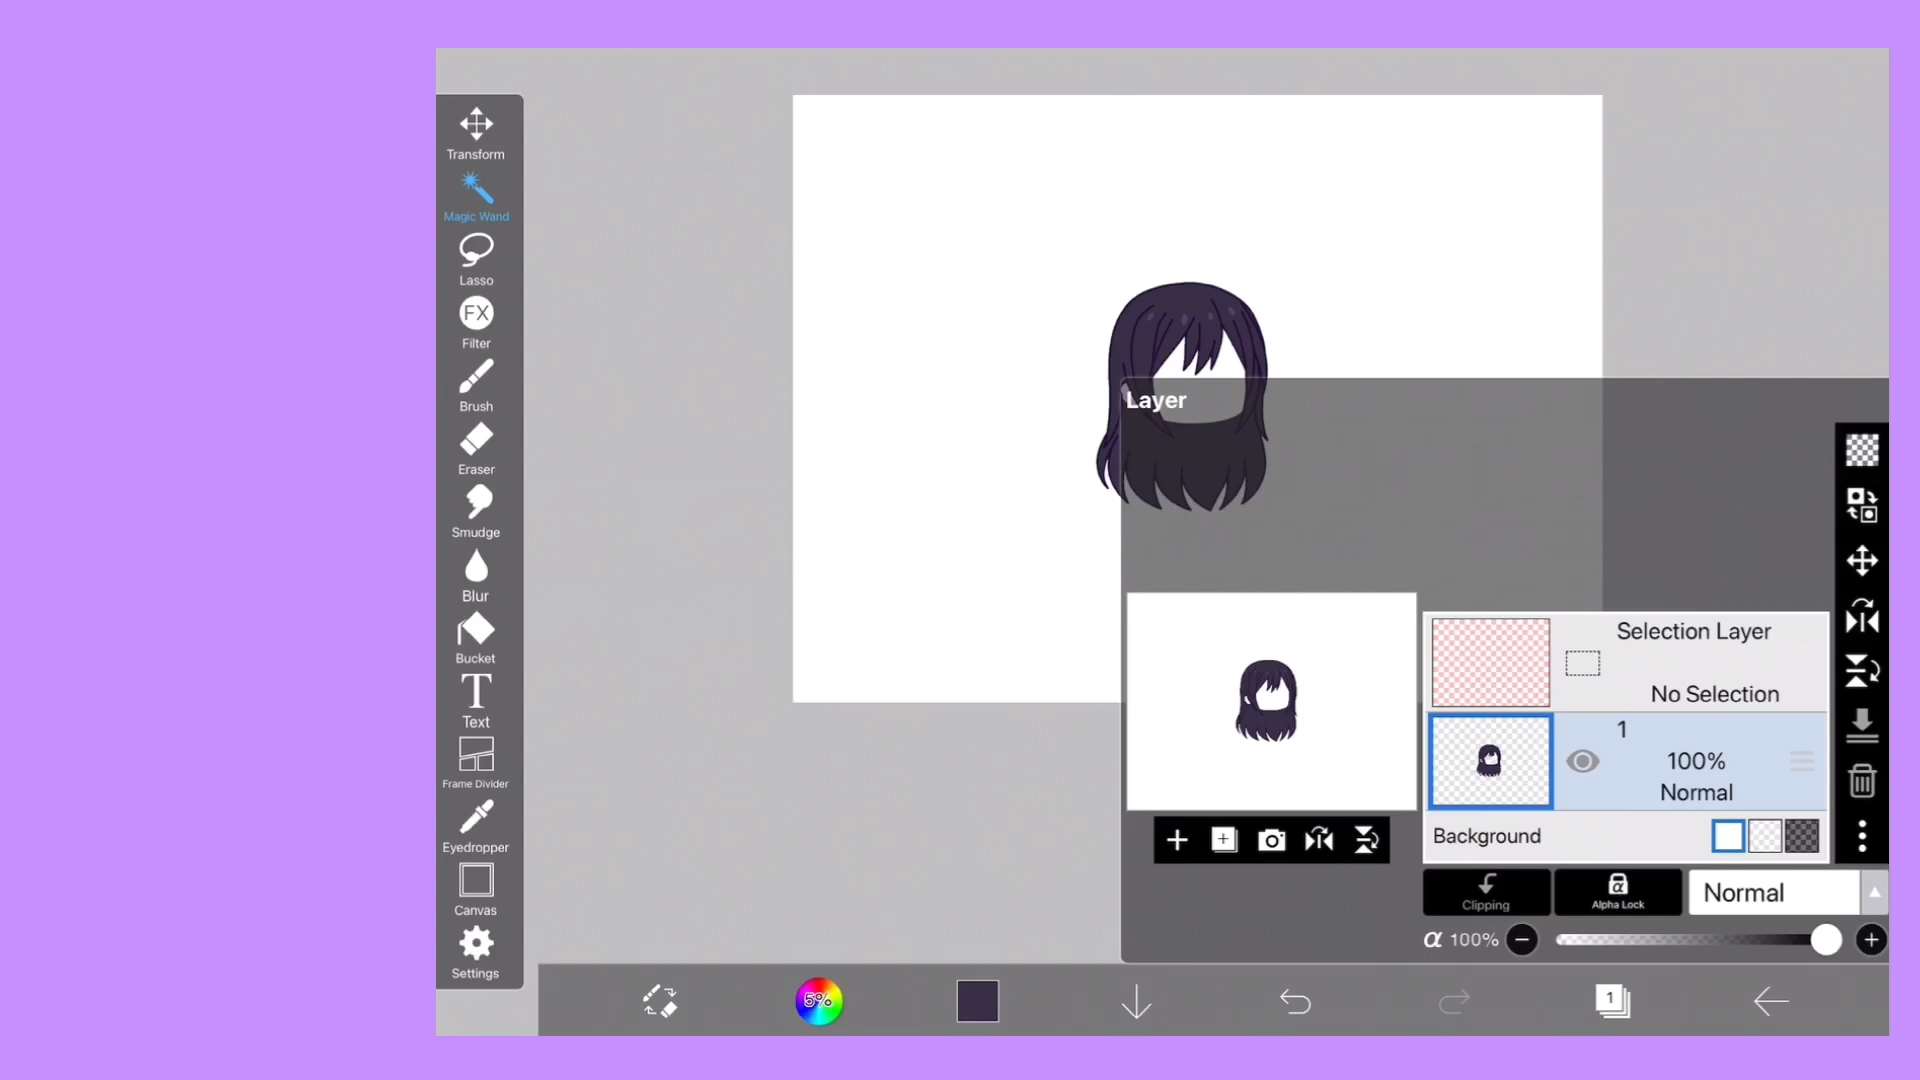 Transform
Magic Wand
Lasso
FX
Filter
Brush
Eraser
Smudge
Blur
Bucket
T
Text
Frame Divider
Eyedropper
Canvas
Settings
Layer
Selection Layer
No Selection
1
100%
Normal
Background
Clipping
α
Alpha Lock
Normal
α 100%
5%
1